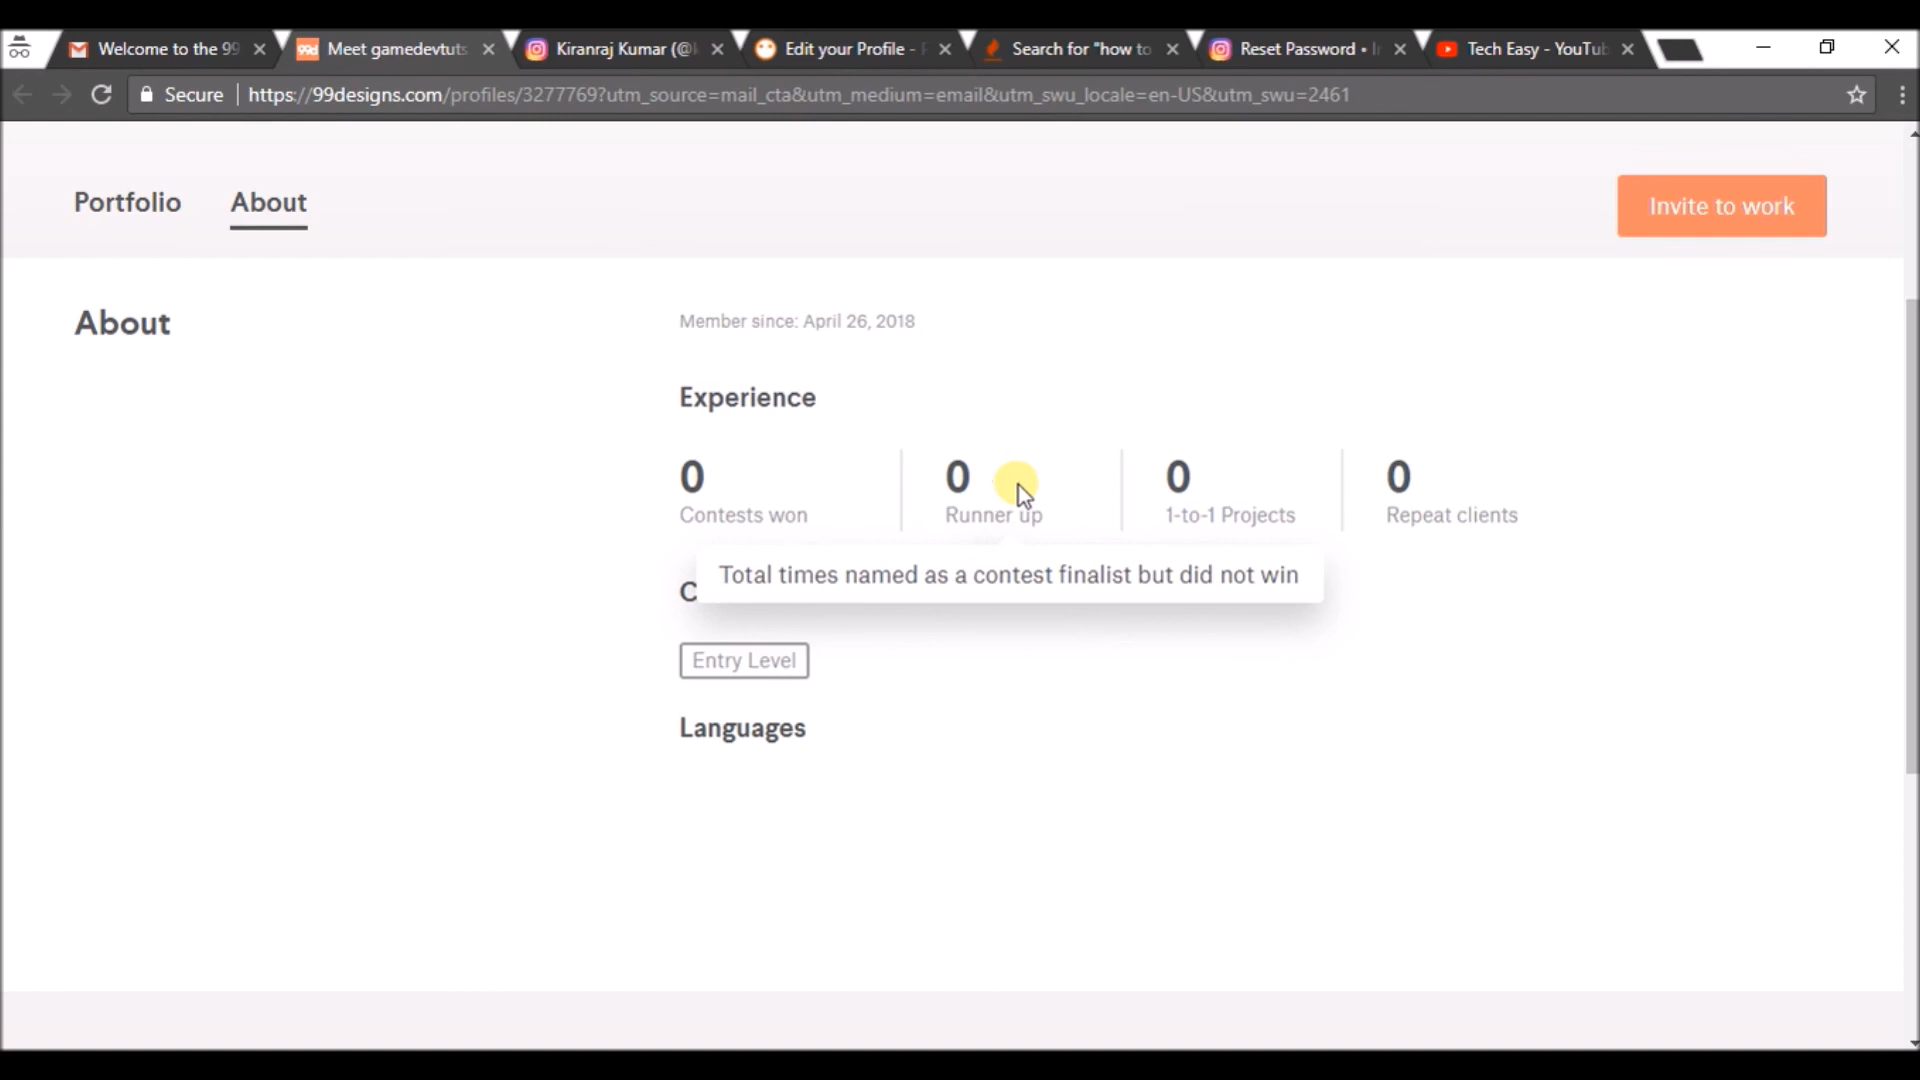 Welcome to the 99
Meet gamedevtuts
Kiranraj Kumar (@
Edit your Profile -
Search for "how to
Reset Password •
Tech Easy - YouTub
Secure
https://99designs.com/profiles/3277769?utm_source=mail_cta&utm_medium=email&utm_swu_locale=en-US&utm_swu=2461
Portfolio
About
Invite to work
About
Member since: April 26, 2018
Experience
0
Contests won
0
Runner up
0
1-to-1 Projects
0
Repeat clients
Total times named as a contest finalist but did not win
C
Entry Level
Languages